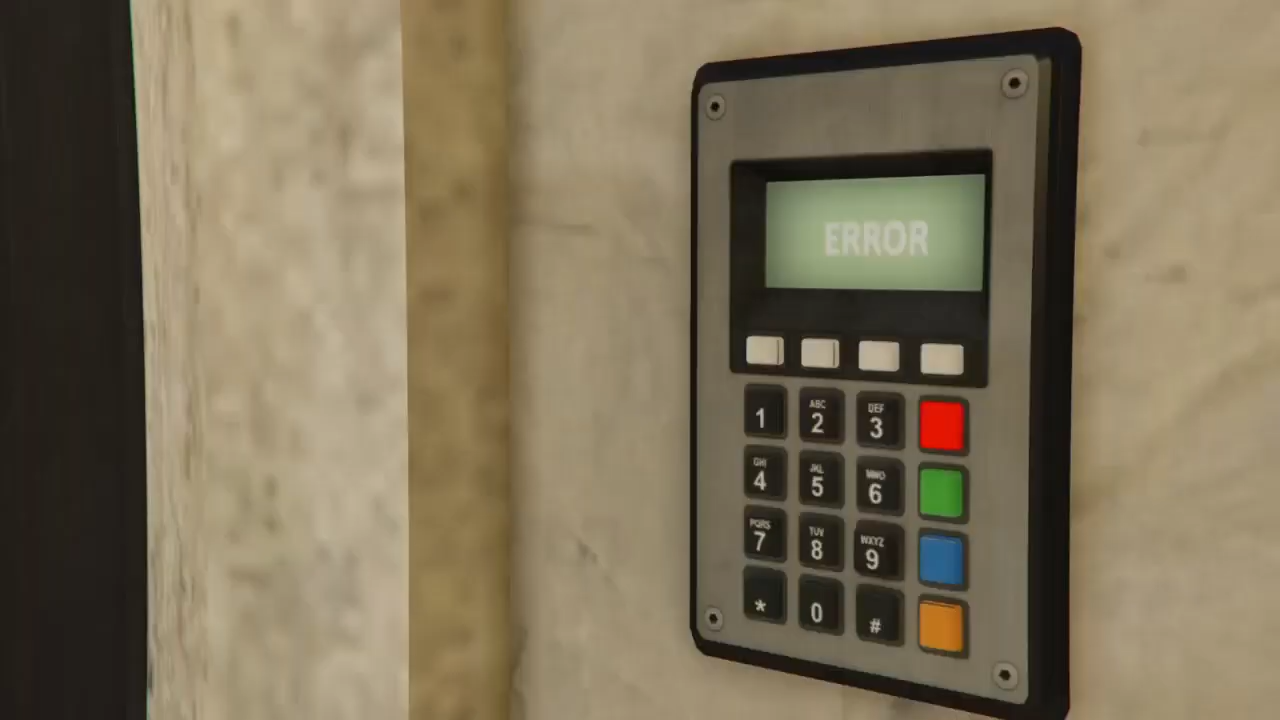 ERROR
1 ABC 2 DEF 3
GHI 4 JKL 5 MNO 6
PQRS 7 TUV 8 WXYZ 9
* 0 #